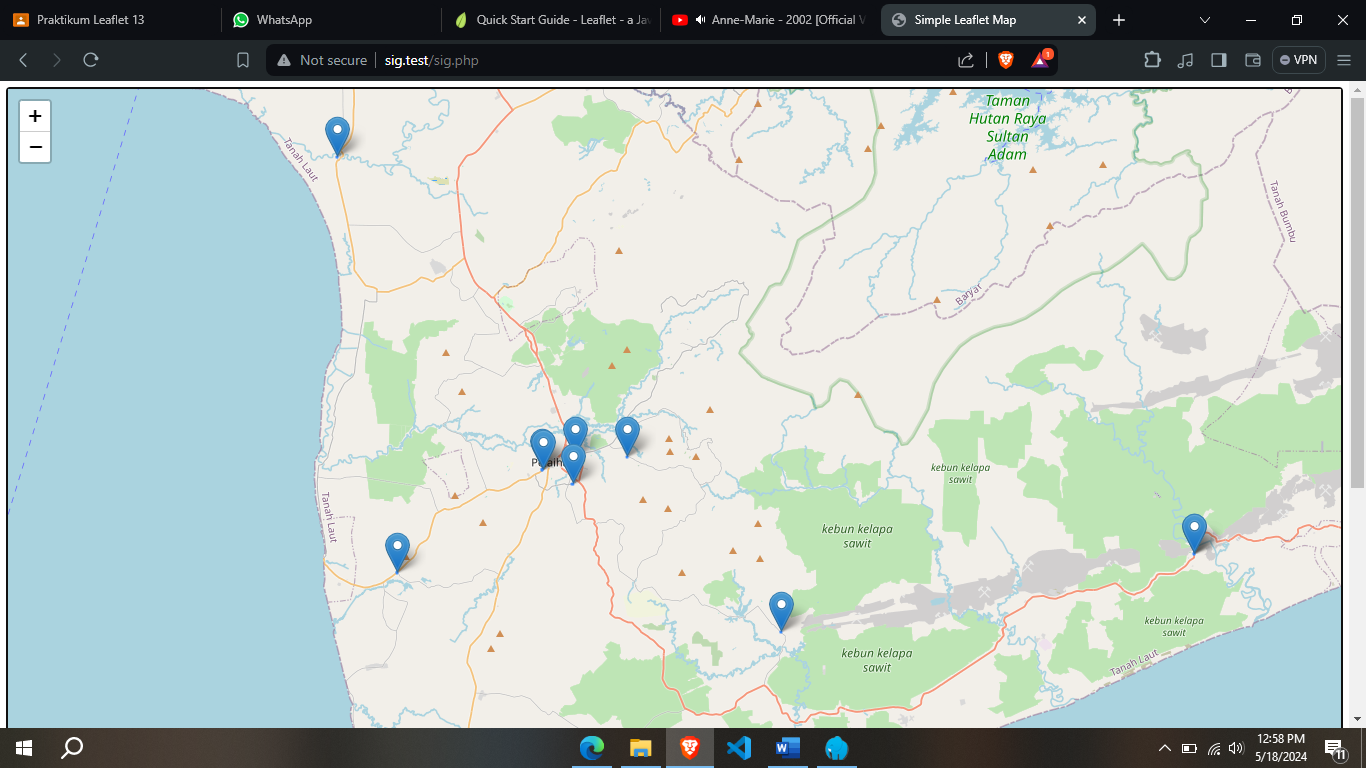 Praktikum Leaflet 13
WhatsApp
Quick Start Guide - Leaflet - a Jav
Anne-Marie - 2002 [Official V
Simple Leaflet Map
Not secure
sig.test/sig.php
1
VPN
+
−
Taman
Hutan Raya
Sultan
Adam
Tanah Laut
Tanah Bumbu
Banjar
kebun kelapa
sawit
Tanah Laut
kebun kelapa
sawit
kebun kelapa
sawit
kebun kelapa
sawit
Tanah Laut
12:58 PM
5/18/2024
11